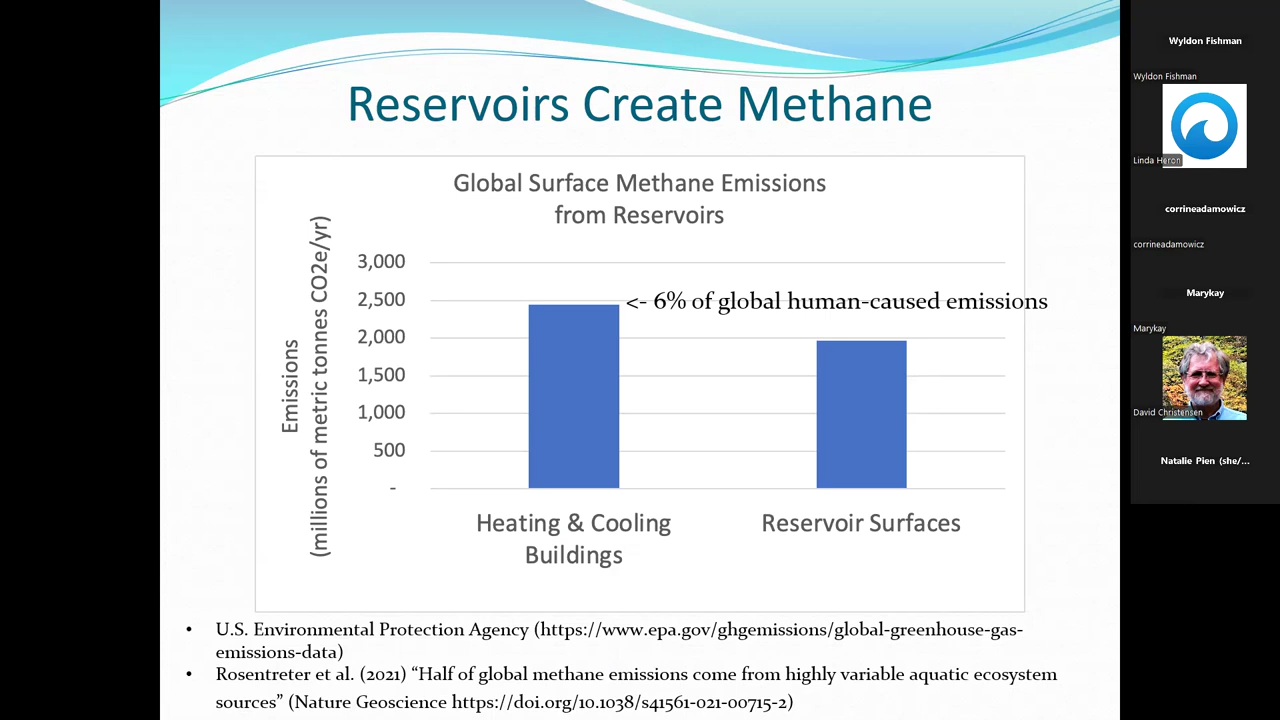 Reservoirs Create Methane
Global Surface Methane Emissions
from Reservoirs
Emissions
(millions of metric tonnes CO2e/yr)
3,000
2,500
2,000
1,500
1,000
500
-
<- 6% of global human-caused emissions
Heating & Cooling
Buildings
Reservoir Surfaces
• U.S. Environmental Protection Agency (https://www.epa.gov/ghgemissions/global-greenhouse-gas-
emissions-data)
• Rosentreter et al. (2021) “Half of global methane emissions come from highly variable aquatic ecosystem
sources” (Nature Geoscience https://doi.org/10.1038/s41561-021-00715-2)
Wyldon Fishman
Wyldon Fishman
Linda Heron
corrineadamowicz
corrineadamowicz
Marykay
Marykay
David Christensen
Natalie Pien (she/...